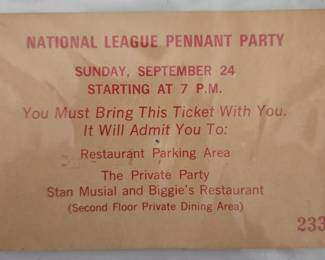 NATIONAL LEAGUE PENNANT PARTY
SUNDAY, SEPTEMBER 24
STARTING AT 7 P.M.
You Must Bring This Ticket With You.
It Will Admit You To:
Restaurant Parking Area
The Private Party
Stan Musial and Biggie's Restaurant
(Second Floor Private Dining Area)
233